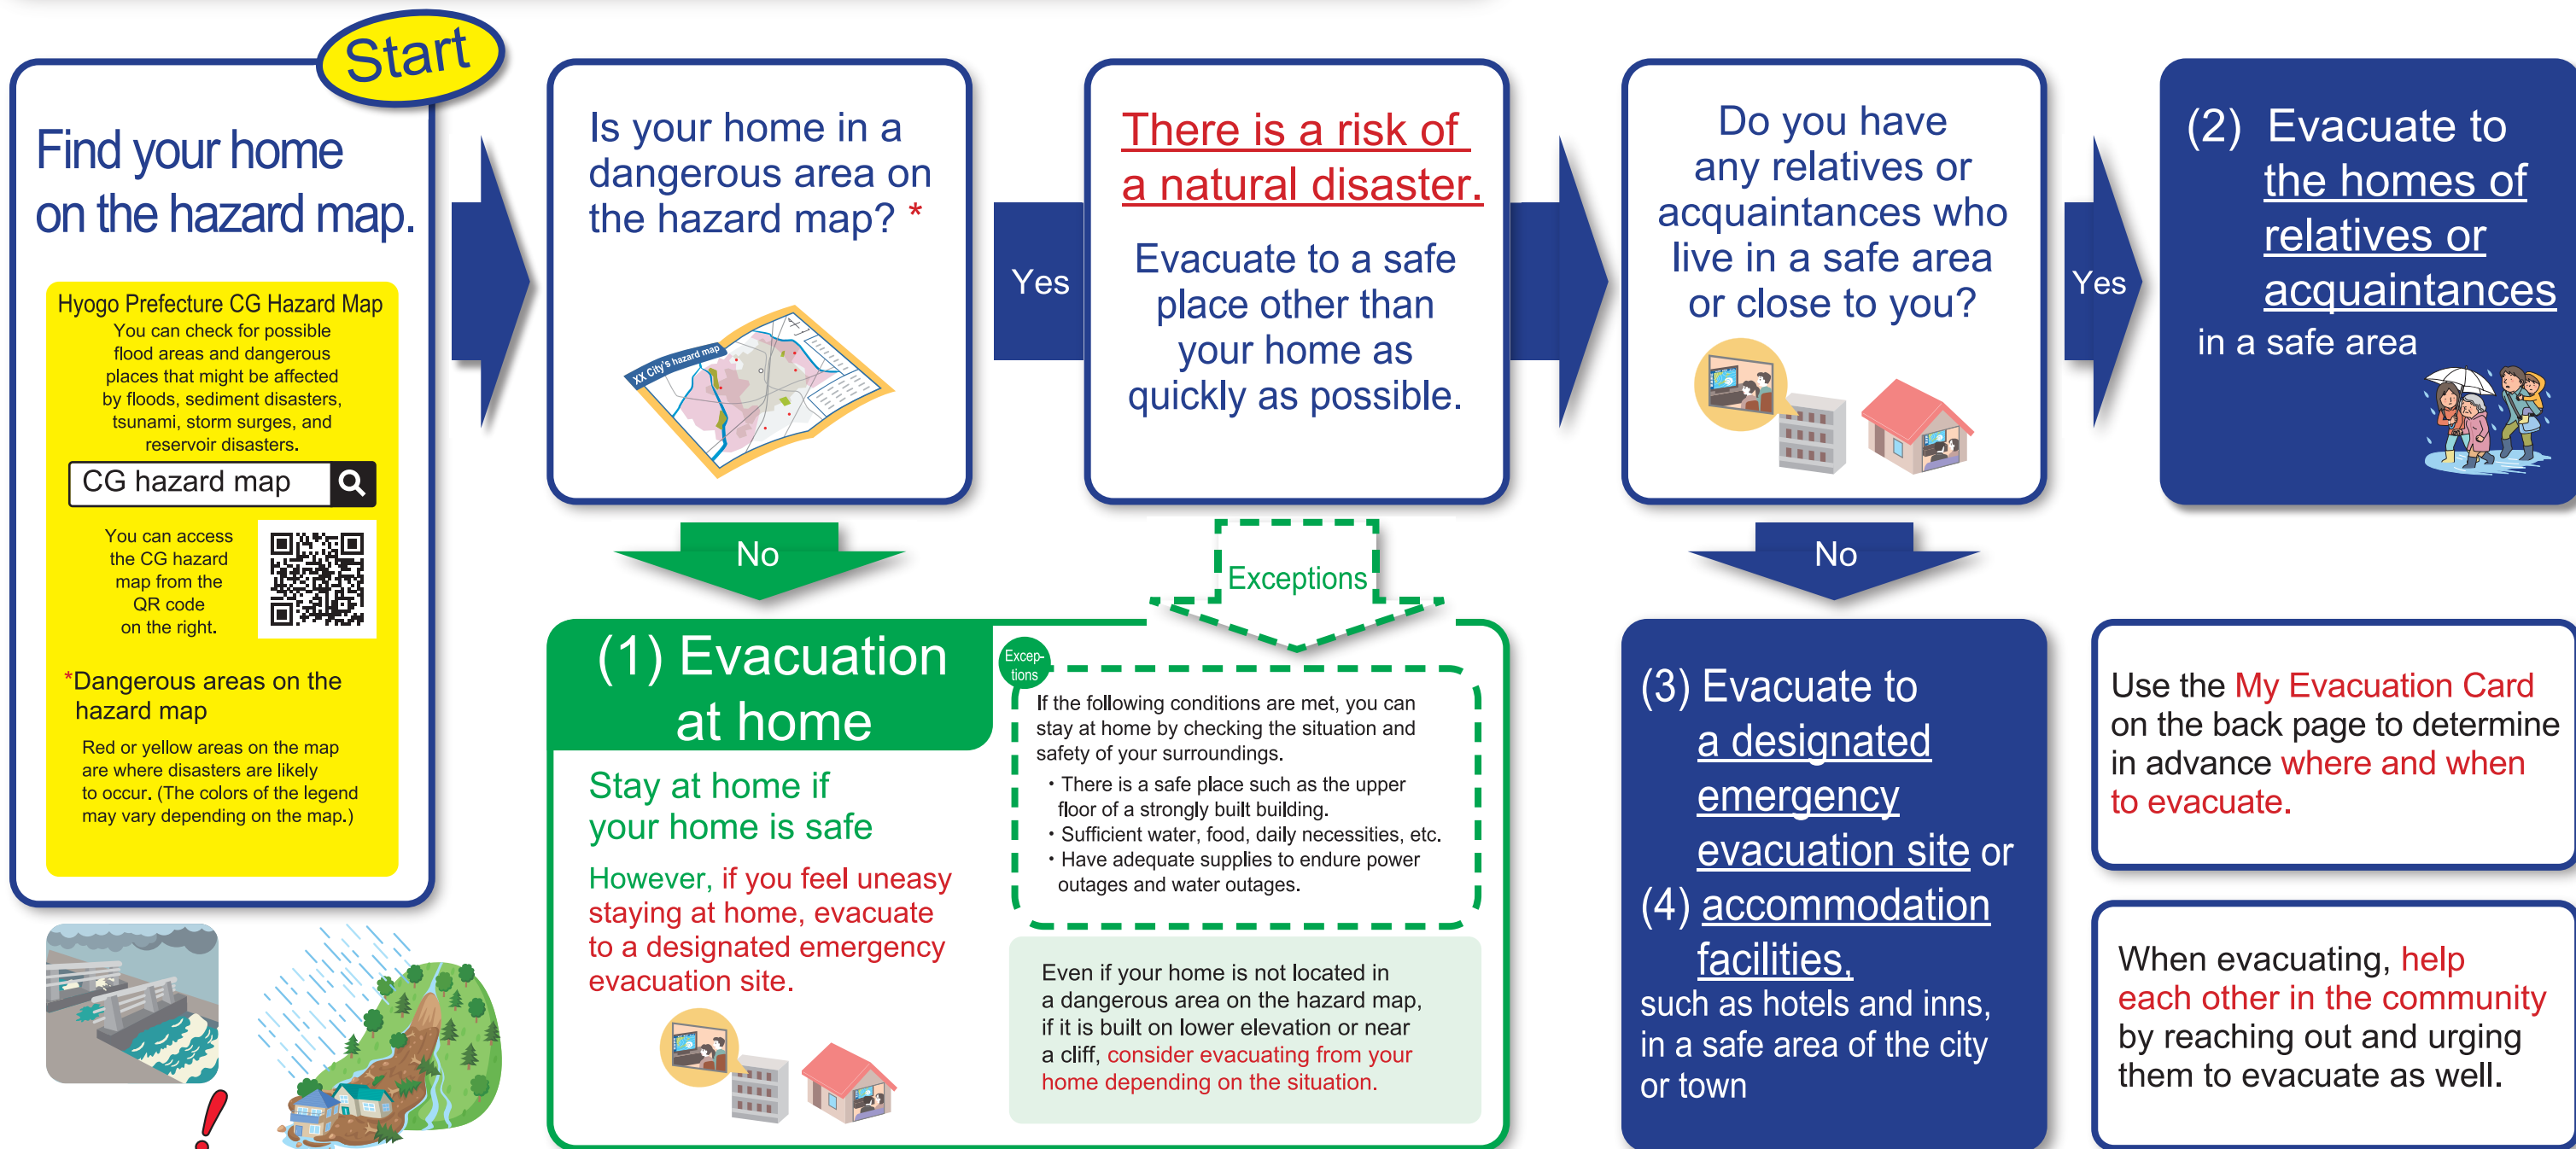 Start
Find your home
on the hazard map.
Hyogo Prefecture CG Hazard Map
You can check for possible
flood areas and dangerous
places that might be affected
by floods, sediment disasters,
tsunami, storm surges, and
reservoir disasters.
CG hazard map
You can access
the CG hazard
map from the
QR code
on the right.
*Dangerous areas on the
hazard map
Red or yellow areas on the map
are where disasters are likely
to occur. (The colors of the legend
may vary depending on the map.)
Is your home in a
dangerous area on
the hazard map? *
XX City's hazard map
Yes
There is a risk of
a natural disaster.
Evacuate to a safe
place other than
your home as
quickly as possible.
Do you have
any relatives or
acquaintances who
live in a safe area
or close to you?
Yes
(2) Evacuate to
the homes of
relatives or
acquaintances
in a safe area
No
Exceptions
No
(1) Evacuation
at home
Stay at home if
your home is safe
However, if you feel uneasy
staying at home, evacuate
to a designated emergency
evacuation site.
Excep-
tions
If the following conditions are met, you can
stay at home by checking the situation and
safety of your surroundings.
・There is a safe place such as the upper
floor of a strongly built building.
・Sufficient water, food, daily necessities, etc.
・Have adequate supplies to endure power
outages and water outages.
Even if your home is not located in
a dangerous area on the hazard map,
if it is built on lower elevation or near
a cliff, consider evacuating from your
home depending on the situation.
(3) Evacuate to
a designated
emergency
evacuation site or
(4) accommodation
facilities,
such as hotels and inns,
in a safe area of the city
or town
Use the My Evacuation Card
on the back page to determine
in advance where and when
to evacuate.
When evacuating, help
each other in the community
by reaching out and urging
them to evacuate as well.